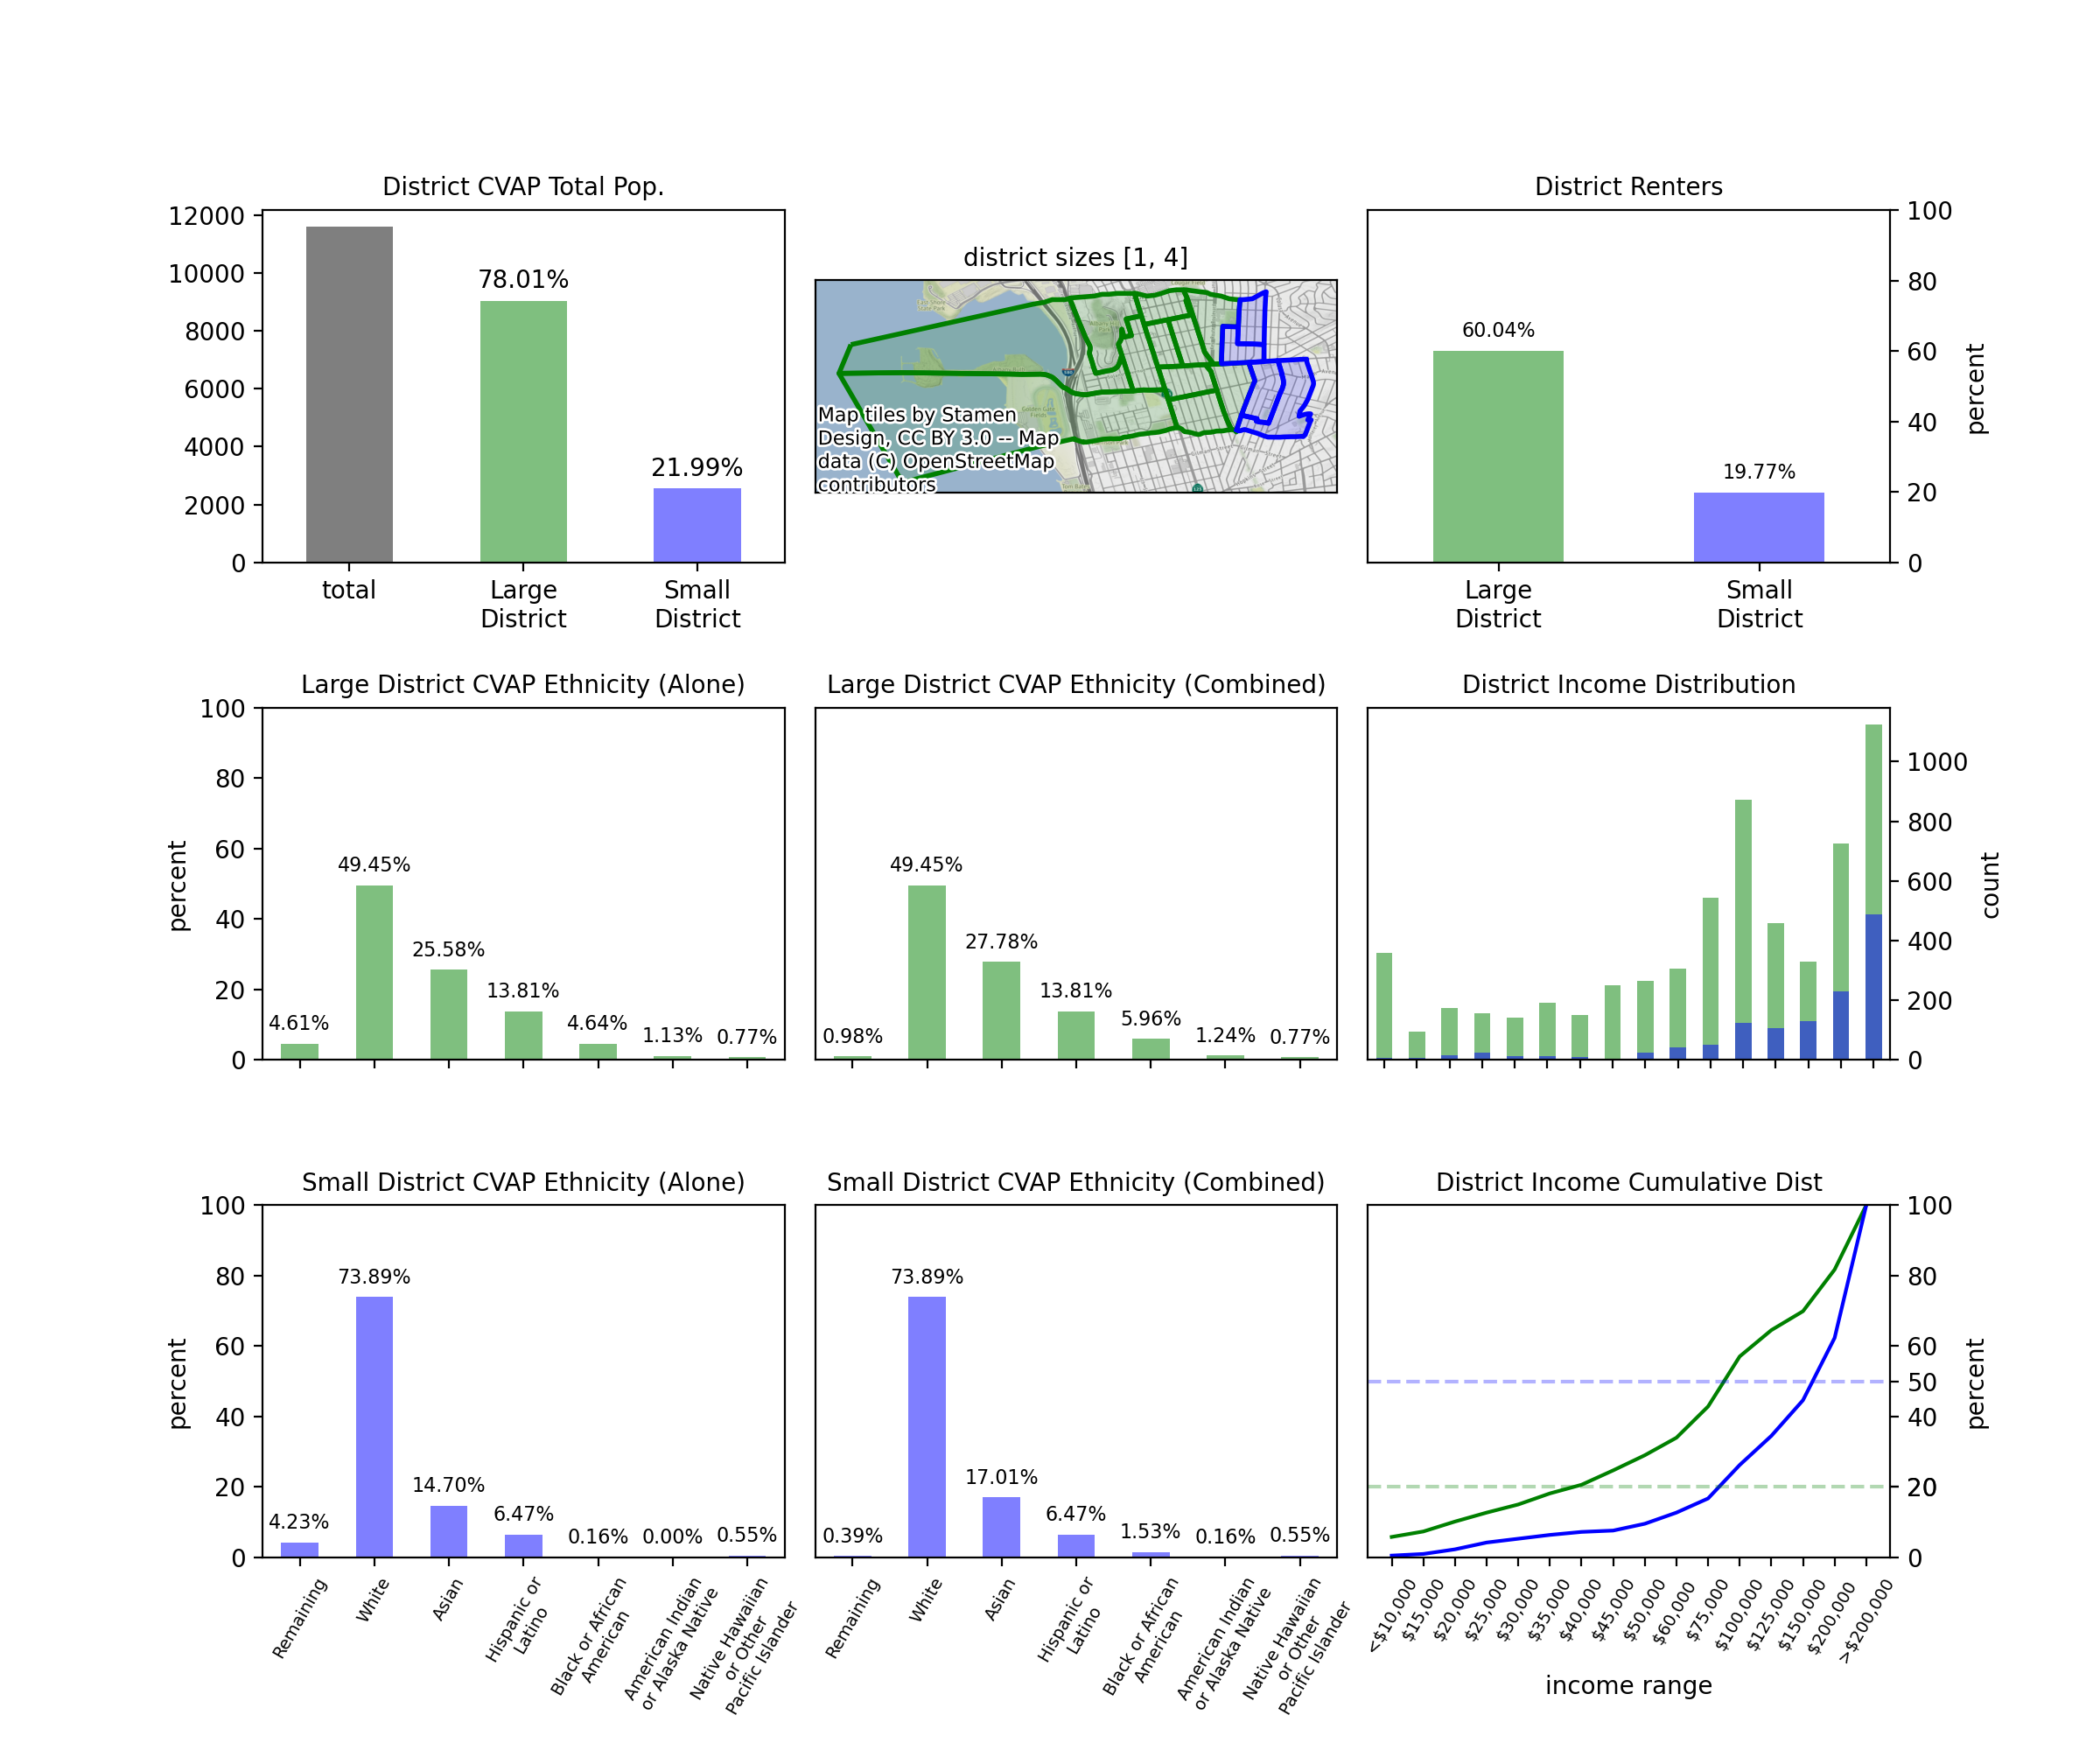 District CVAP Total Pop.
12000
10000
8000
6000
4000
2000
0
78.01%
21.99%
total
Large
District
Small
District
district sizes [1, 4]
Map tiles by Stamen
Design, CC BY 3.0 -- Map
data (C) OpenStreetMap
contributors
District Renters
60.04%
19.77%
100
80
60
40
20
0
percent
Large
District
Small
District
Large District CVAP Ethnicity (Alone)
percent
100
80
60
40
20
0
4.61%
49.45%
25.58%
13.81%
4.64%
1.13%
0.77%
Large District CVAP Ethnicity (Combined)
0.98%
49.45%
27.78%
13.81%
5.96%
1.24%
0.77%
District Income Distribution
1000
800
600
400
200
0
count
Small District CVAP Ethnicity (Alone)
percent
100
80
60
40
20
0
4.23%
73.89%
14.70%
6.47%
0.16%
0.00%
0.55%
Remaining
White
Asian
Hispanic or
Latino
Black or African
American
American Indian
or Alaska Native
Native Hawaiian
or Other
Pacific Islander
Small District CVAP Ethnicity (Combined)
0.39%
73.89%
17.01%
6.47%
1.53%
0.16%
0.55%
Remaining
White
Asian
Hispanic or
Latino
Black or African
American
American Indian
or Alaska Native
Native Hawaiian
or Other
Pacific Islander
District Income Cumulative Dist
100
80
60
50
40
20
0
percent
<$10,000
$15,000
$20,000
$25,000
$30,000
$35,000
$40,000
$45,000
$50,000
$60,000
$75,000
$100,000
$125,000
$150,000
$200,000
>$200,000
income range